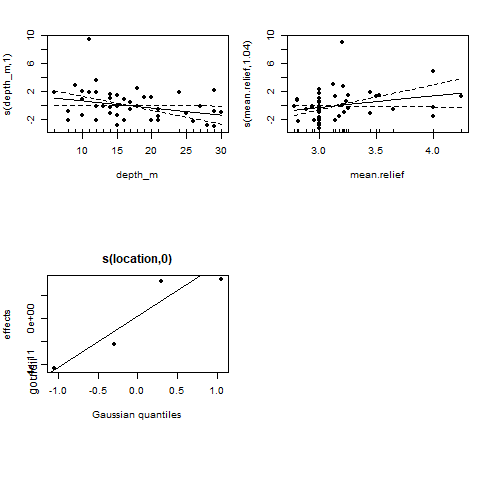 s(depth_m,1)
-2 2 6 10
5 10 15 20 25 30
depth_m
s(mean.relief,1.04)
-2 2 6 10
3.0 3.5 4.0
mean.relief
s(location,0)
effects
0e+00
-1.0 -0.5 0.0 0.5 1.0
Gaussian quantiles